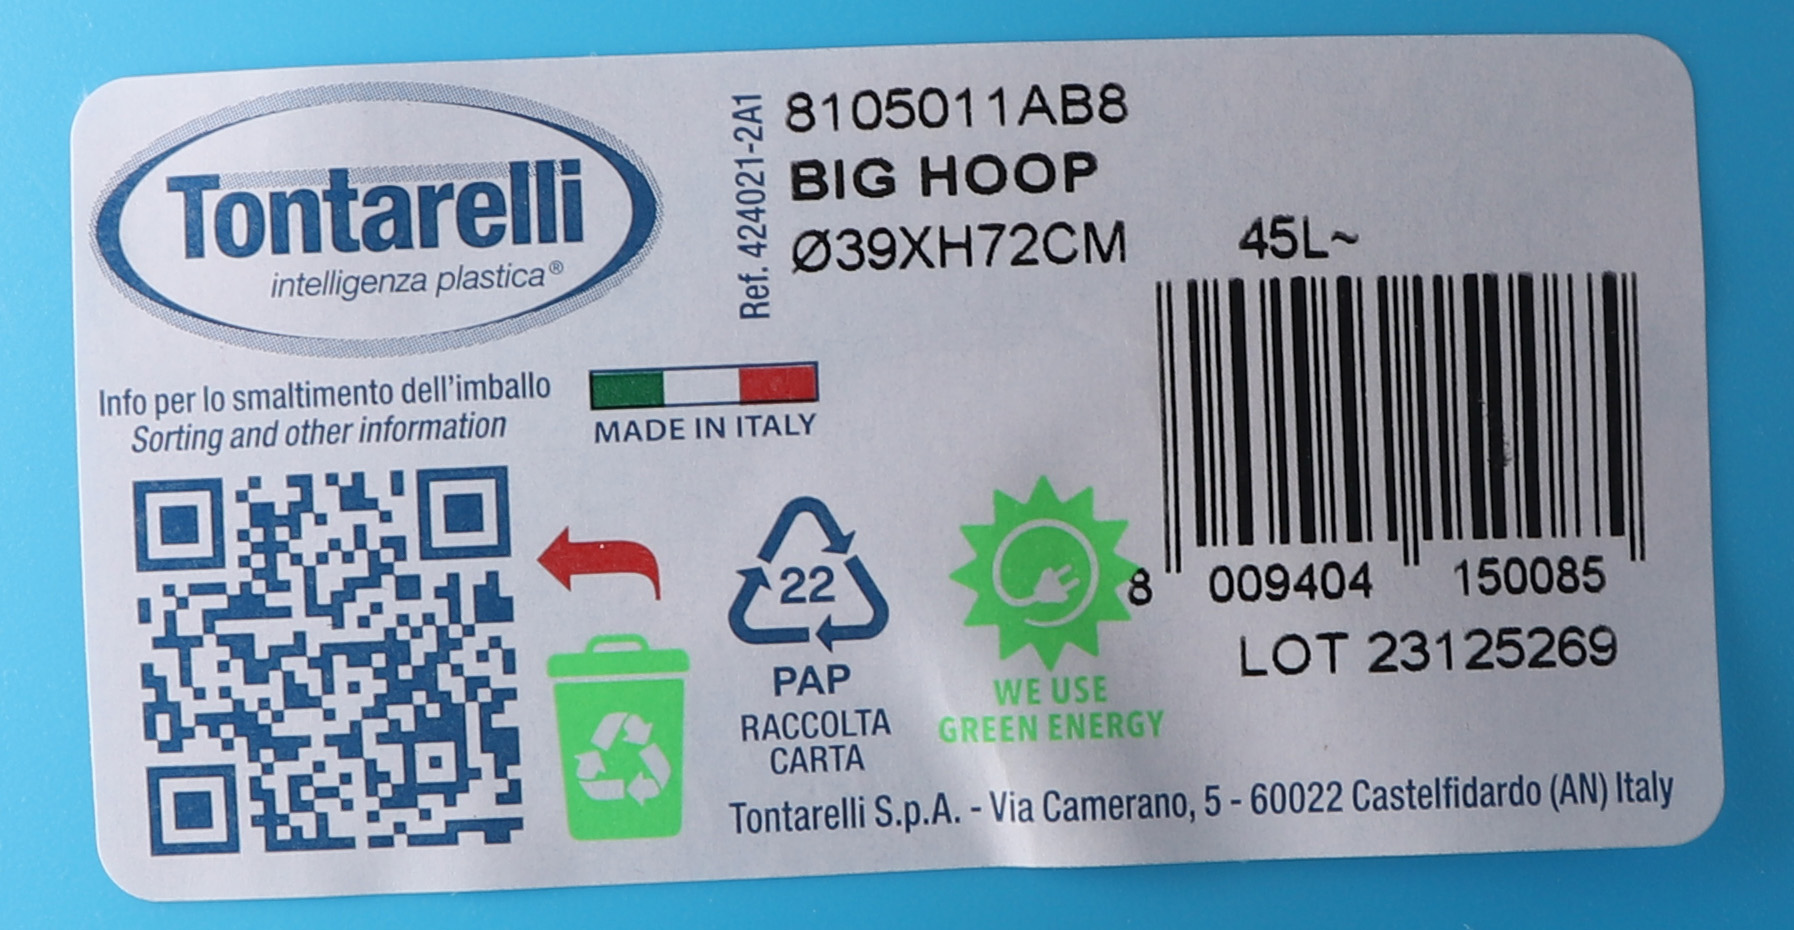 Tontarelli
intelligenza plastica®
Ref. 424021-2A1
8105011AB8
BIG HOOP
Ø39XH72CM 45L~
Info per lo smaltimento dell'imballo
Sorting and other information
MADE IN ITALY
22
PAP
RACCOLTA
CARTA
WE USE
GREEN ENERGY
8 009404 150085
LOT 23125269
Tontarelli S.p.A. - Via Camerano, 5 - 60022 Castelfidardo (AN) Italy